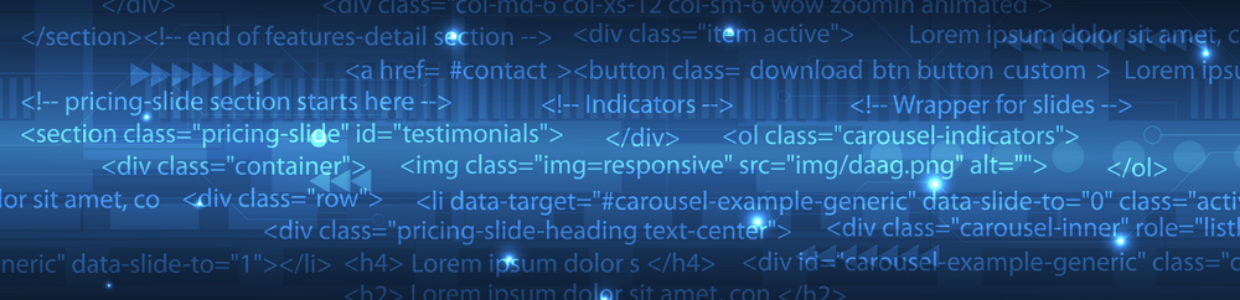 </div> <div class="col-md-6 col-xs-12 col-sm-6 wow zoomin animated">
</section><!-- end of features-detail section --> <div class="item active"> Lorem ipsum dolor sit amet, c
<a href= #contact ><button class= download btn button custom > Lorem ipsu
<!-- pricing-slide section starts here --> <!-- Indicators --> <!-- Wrapper for slides -->
<section class="pricing-slide" id="testimonials"> </div> <ol class="carousel-indicators">
<div class="container"> <img class="img=responsive" src="img/daag.png" alt=""> </ol>
lor sit amet, co <div class="row"> <li data-target="#carousel-example-generic" data-slide-to="0" class="activ
<div class="pricing-slide-heading text-center"> <div class="carousel-inner" role="listb
neric" data-slide-to="1"></li> <h4> Lorem ipsum dolor s </h4> <div id="carousel-example-generic" class="c
<h2> Lorem ipsum dolor sit amet, con </h2>